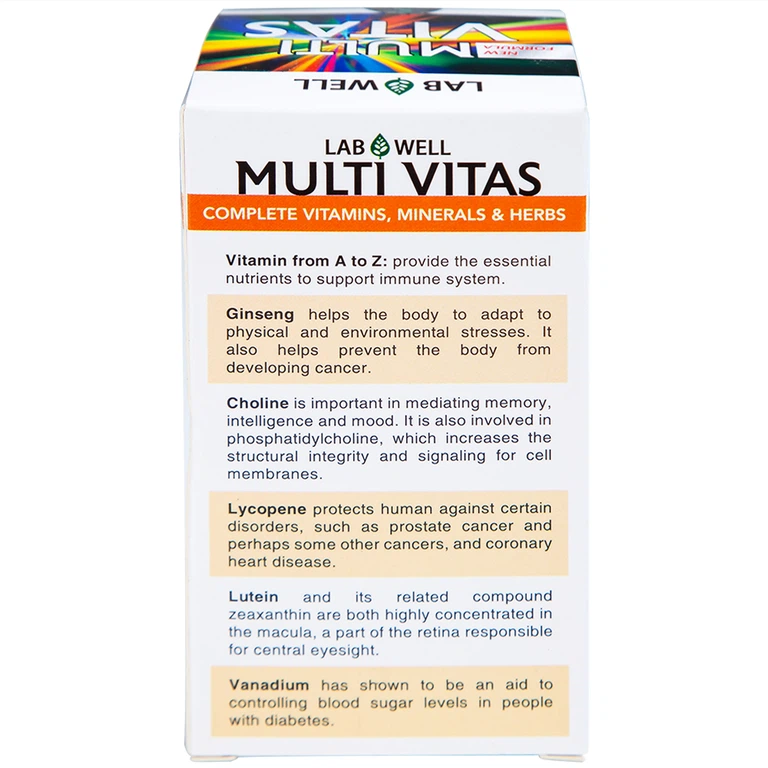 MULTI
VITAS
NEW
FORMULA
LAB WELL
LAB WELL
MULTI VITAS
COMPLETE VITAMINS, MINERALS & HERBS
Vitamin from A to Z: provide the essential
nutrients to support immune system.
Ginseng helps the body to adapt to
physical and environmental stresses. It
also helps prevent the body from
developing cancer.
Choline is important in mediating memory,
intelligence and mood. It is also involved in
phosphatidylcholine, which increases the
structural integrity and signaling for cell
membranes.
Lycopene protects human against certain
disorders, such as prostate cancer and
perhaps some other cancers, and coronary
heart disease.
Lutein and its related compound
zeaxanthin are both highly concentrated in
the macula, a part of the retina responsible
for central eyesight.
Vanadium has shown to be an aid to
controlling blood sugar levels in people
with diabetes.